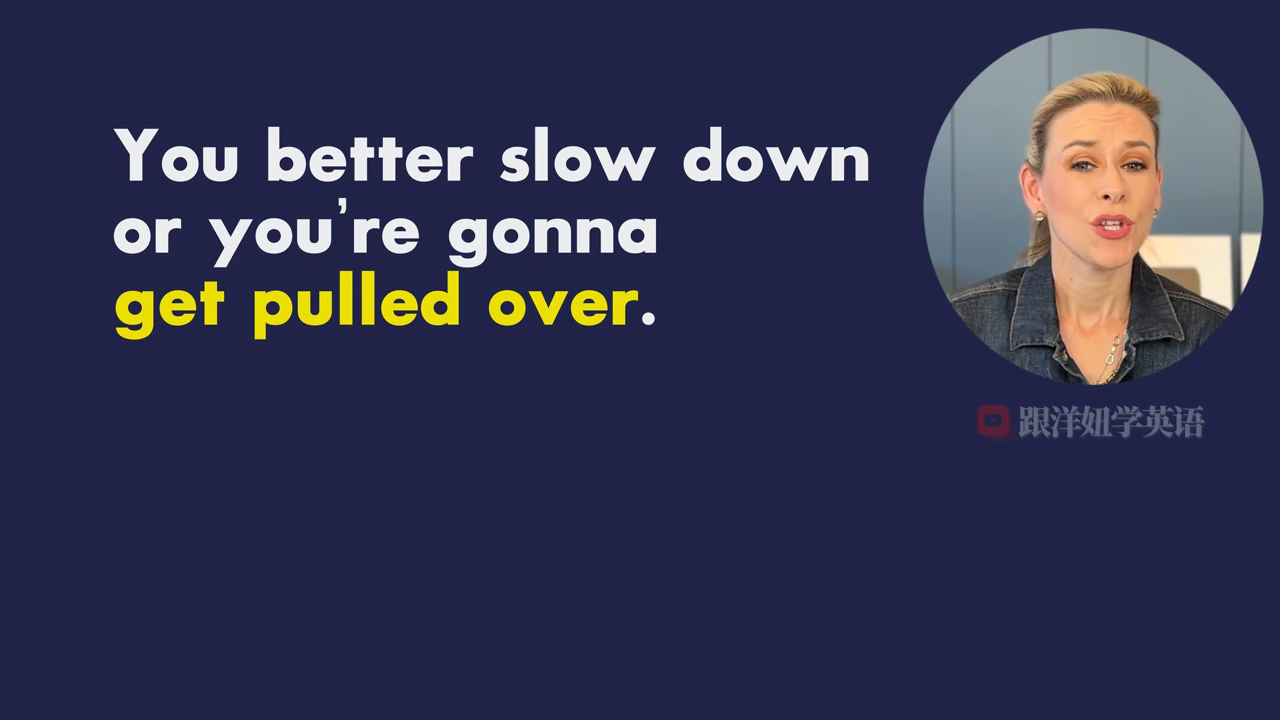 You better slow down
or you're gonna
get pulled over.
跟洋妞学英语